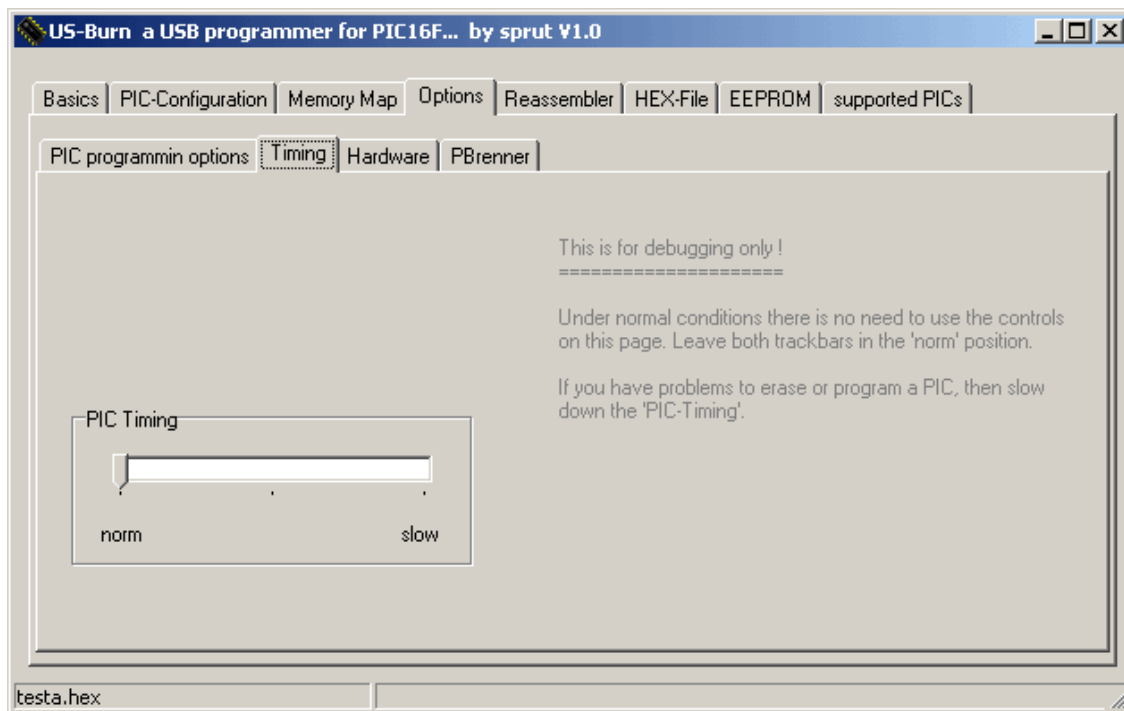 US-Burn a USB programmer for PIC16F... by sprut V1.0
Basics PIC-Configuration Memory Map Options Reassembler HEX-File EEPROM supported PICs
PIC programmin options Timing Hardware PBrenner
This is for debugging only !
=====================
Under normal conditions there is no need to use the controls
on this page. Leave both trackbars in the 'norm' position.
If you have problems to erase or program a PIC, then slow
down the 'PIC-Timing'.
PIC Timing
norm slow
testa.hex